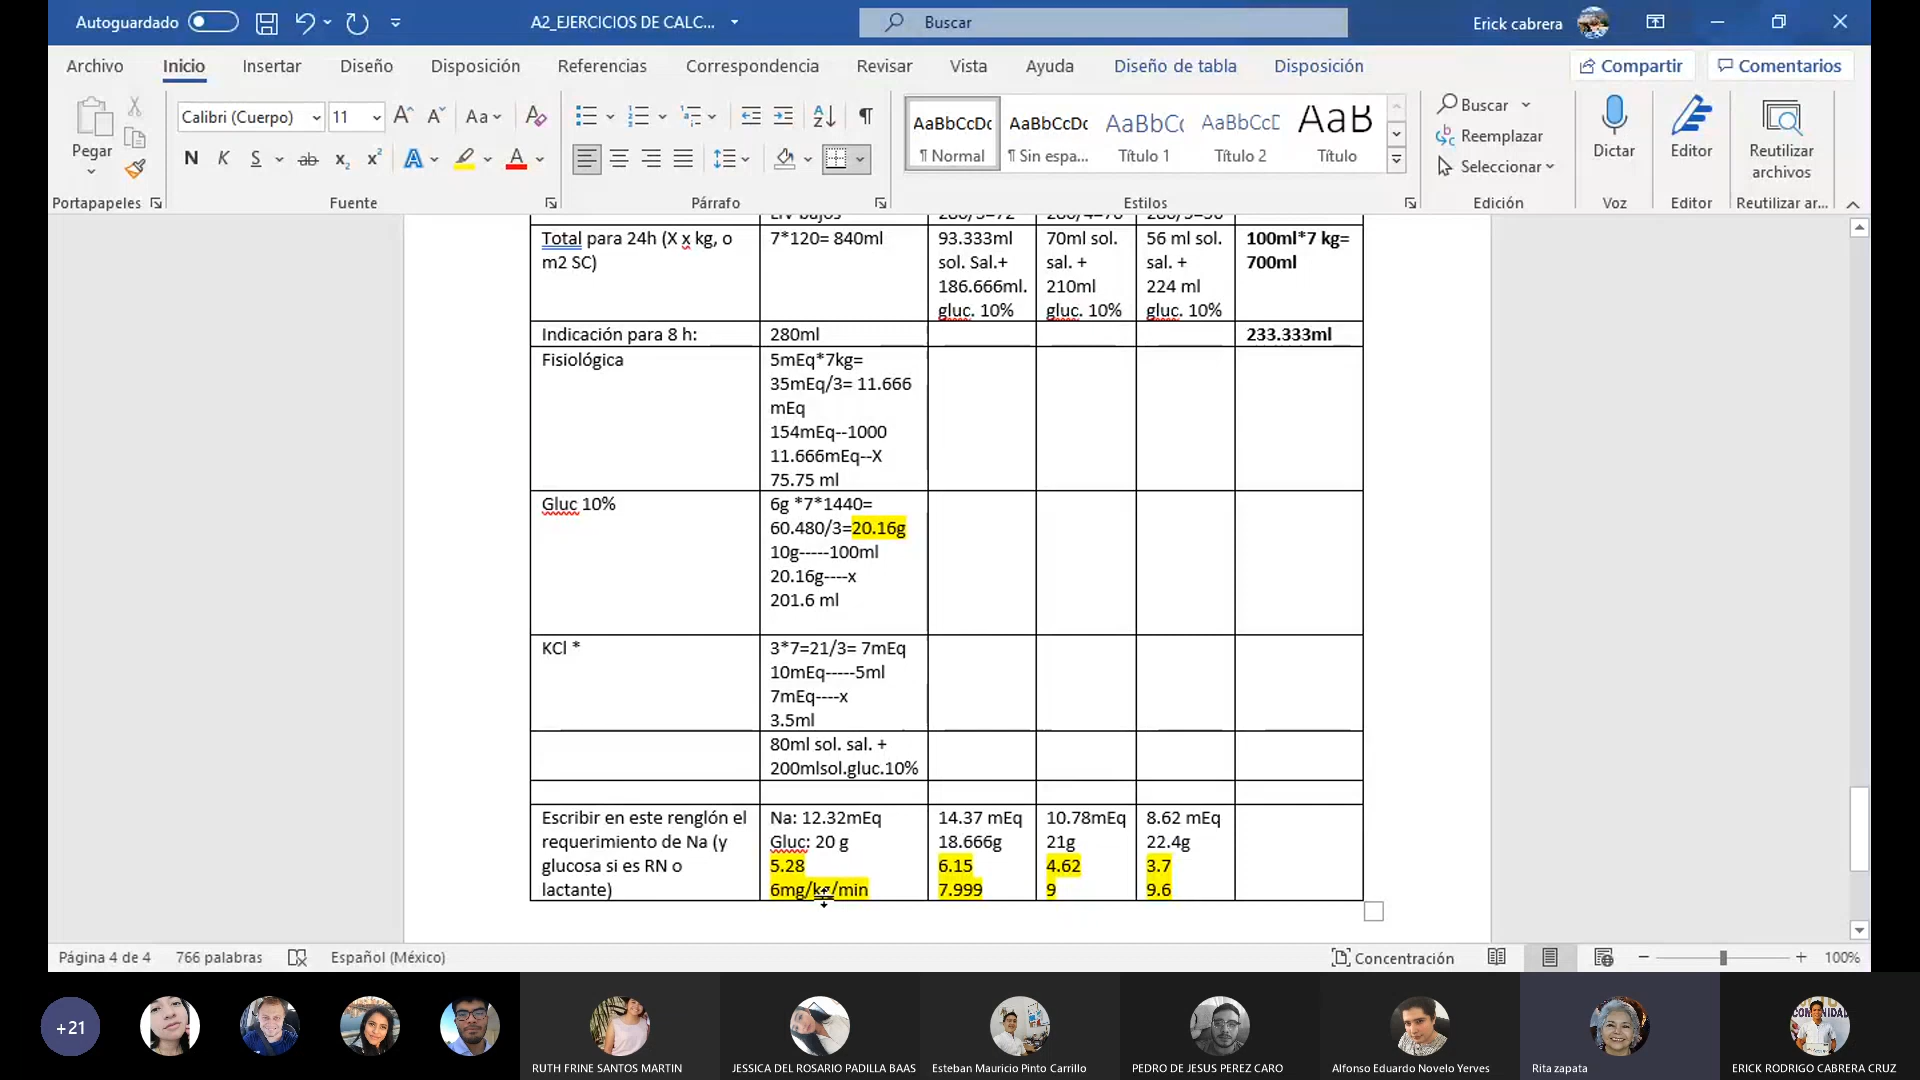 Autoguardado
A2_EJERCICIOS DE CALC...
Buscar
Erick cabrera
Archivo Inicio Insertar Diseño Disposición Referencias Correspondencia Revisar Vista Ayuda Diseño de tabla Disposición
Compartir
Comentarios
Pegar
Calibri (Cuerpo)
11
Aa
N K S ab x₂ x² A A
AaBbCcDc AaBbCcDc AaBbC AaBbCcD AaB
¶ Normal ¶ Sin espa... Título 1 Título 2 Título
Buscar
Reemplazar
Seleccionar
Dictar
Editor
Reutilizar
archivos
Portapapeles Fuente Párrafo Estilos Edición Voz Editor Reutilizar ar...
Total para 24h (X x kg, o
m2 SC)
7*120= 840ml
93.333ml
sol. Sal.+
186.666ml.
gluc. 10%
70ml sol.
sal. +
210ml
gluc. 10%
56 ml sol.
sal. +
224 ml
gluc. 10%
100ml*7 kg=
700ml
Indicación para 8 h:
280ml
233.333ml
Fisiológica
5mEq*7kg=
35mEq/3= 11.666
mEq
154mEq--1000
11.666mEq--X
75.75 ml
Gluc 10%
6g *7*1440=
60.480/3=20.16g
10g-----100ml
20.16g----x
201.6 ml
KCl *
3*7=21/3= 7mEq
10mEq-----5ml
7mEq----x
3.5ml
80ml sol. sal. +
200mlsol.gluc.10%
Escribir en este renglón el
requerimiento de Na (y
glucosa si es RN o
lactante)
Na: 12.32mEq
Gluc: 20 g
5.28
6mg/kg/min
14.37 mEq
18.666g
6.15
7.999
10.78mEq
21g
4.62
9
8.62 mEq
22.4g
3.7
9.6
Página 4 de 4
766 palabras
Español (México)
Concentración
100%
+21
RUTH FRINE SANTOS MARTIN
JESSICA DEL ROSARIO PADILLA BAAS
Esteban Mauricio Pinto Carrillo
PEDRO DE JESUS PEREZ CARO
Alfonso Eduardo Novelo Yerves
Rita zapata
ERICK RODRIGO CABRERA CRUZ